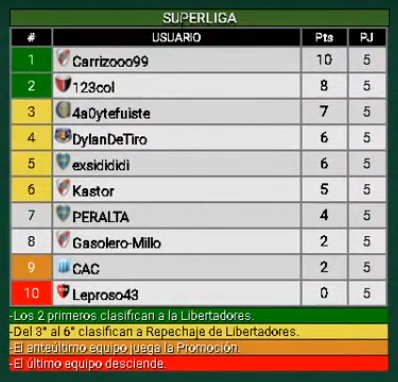 SUPERLIGA
# USUARIO Pts PJ
1 Carrizooo99 10 5
2 123col 8 5
3 4a0ytefuiste 7 5
4 DylanDeTiro 6 5
5 exsidididi 6 5
6 Kastor 5 5
7 PERALTA 4 5
8 Gasolero-Millo 2 5
9 CAC 2 5
10 Leproso43 0 5
-Los 2 primeros clasifican a la Libertadores.
-Del 3° al 6° clasifican a Repechaje de Libertadores.
-El anteúltimo equipo juega la Promoción.
-El último equipo desciende.